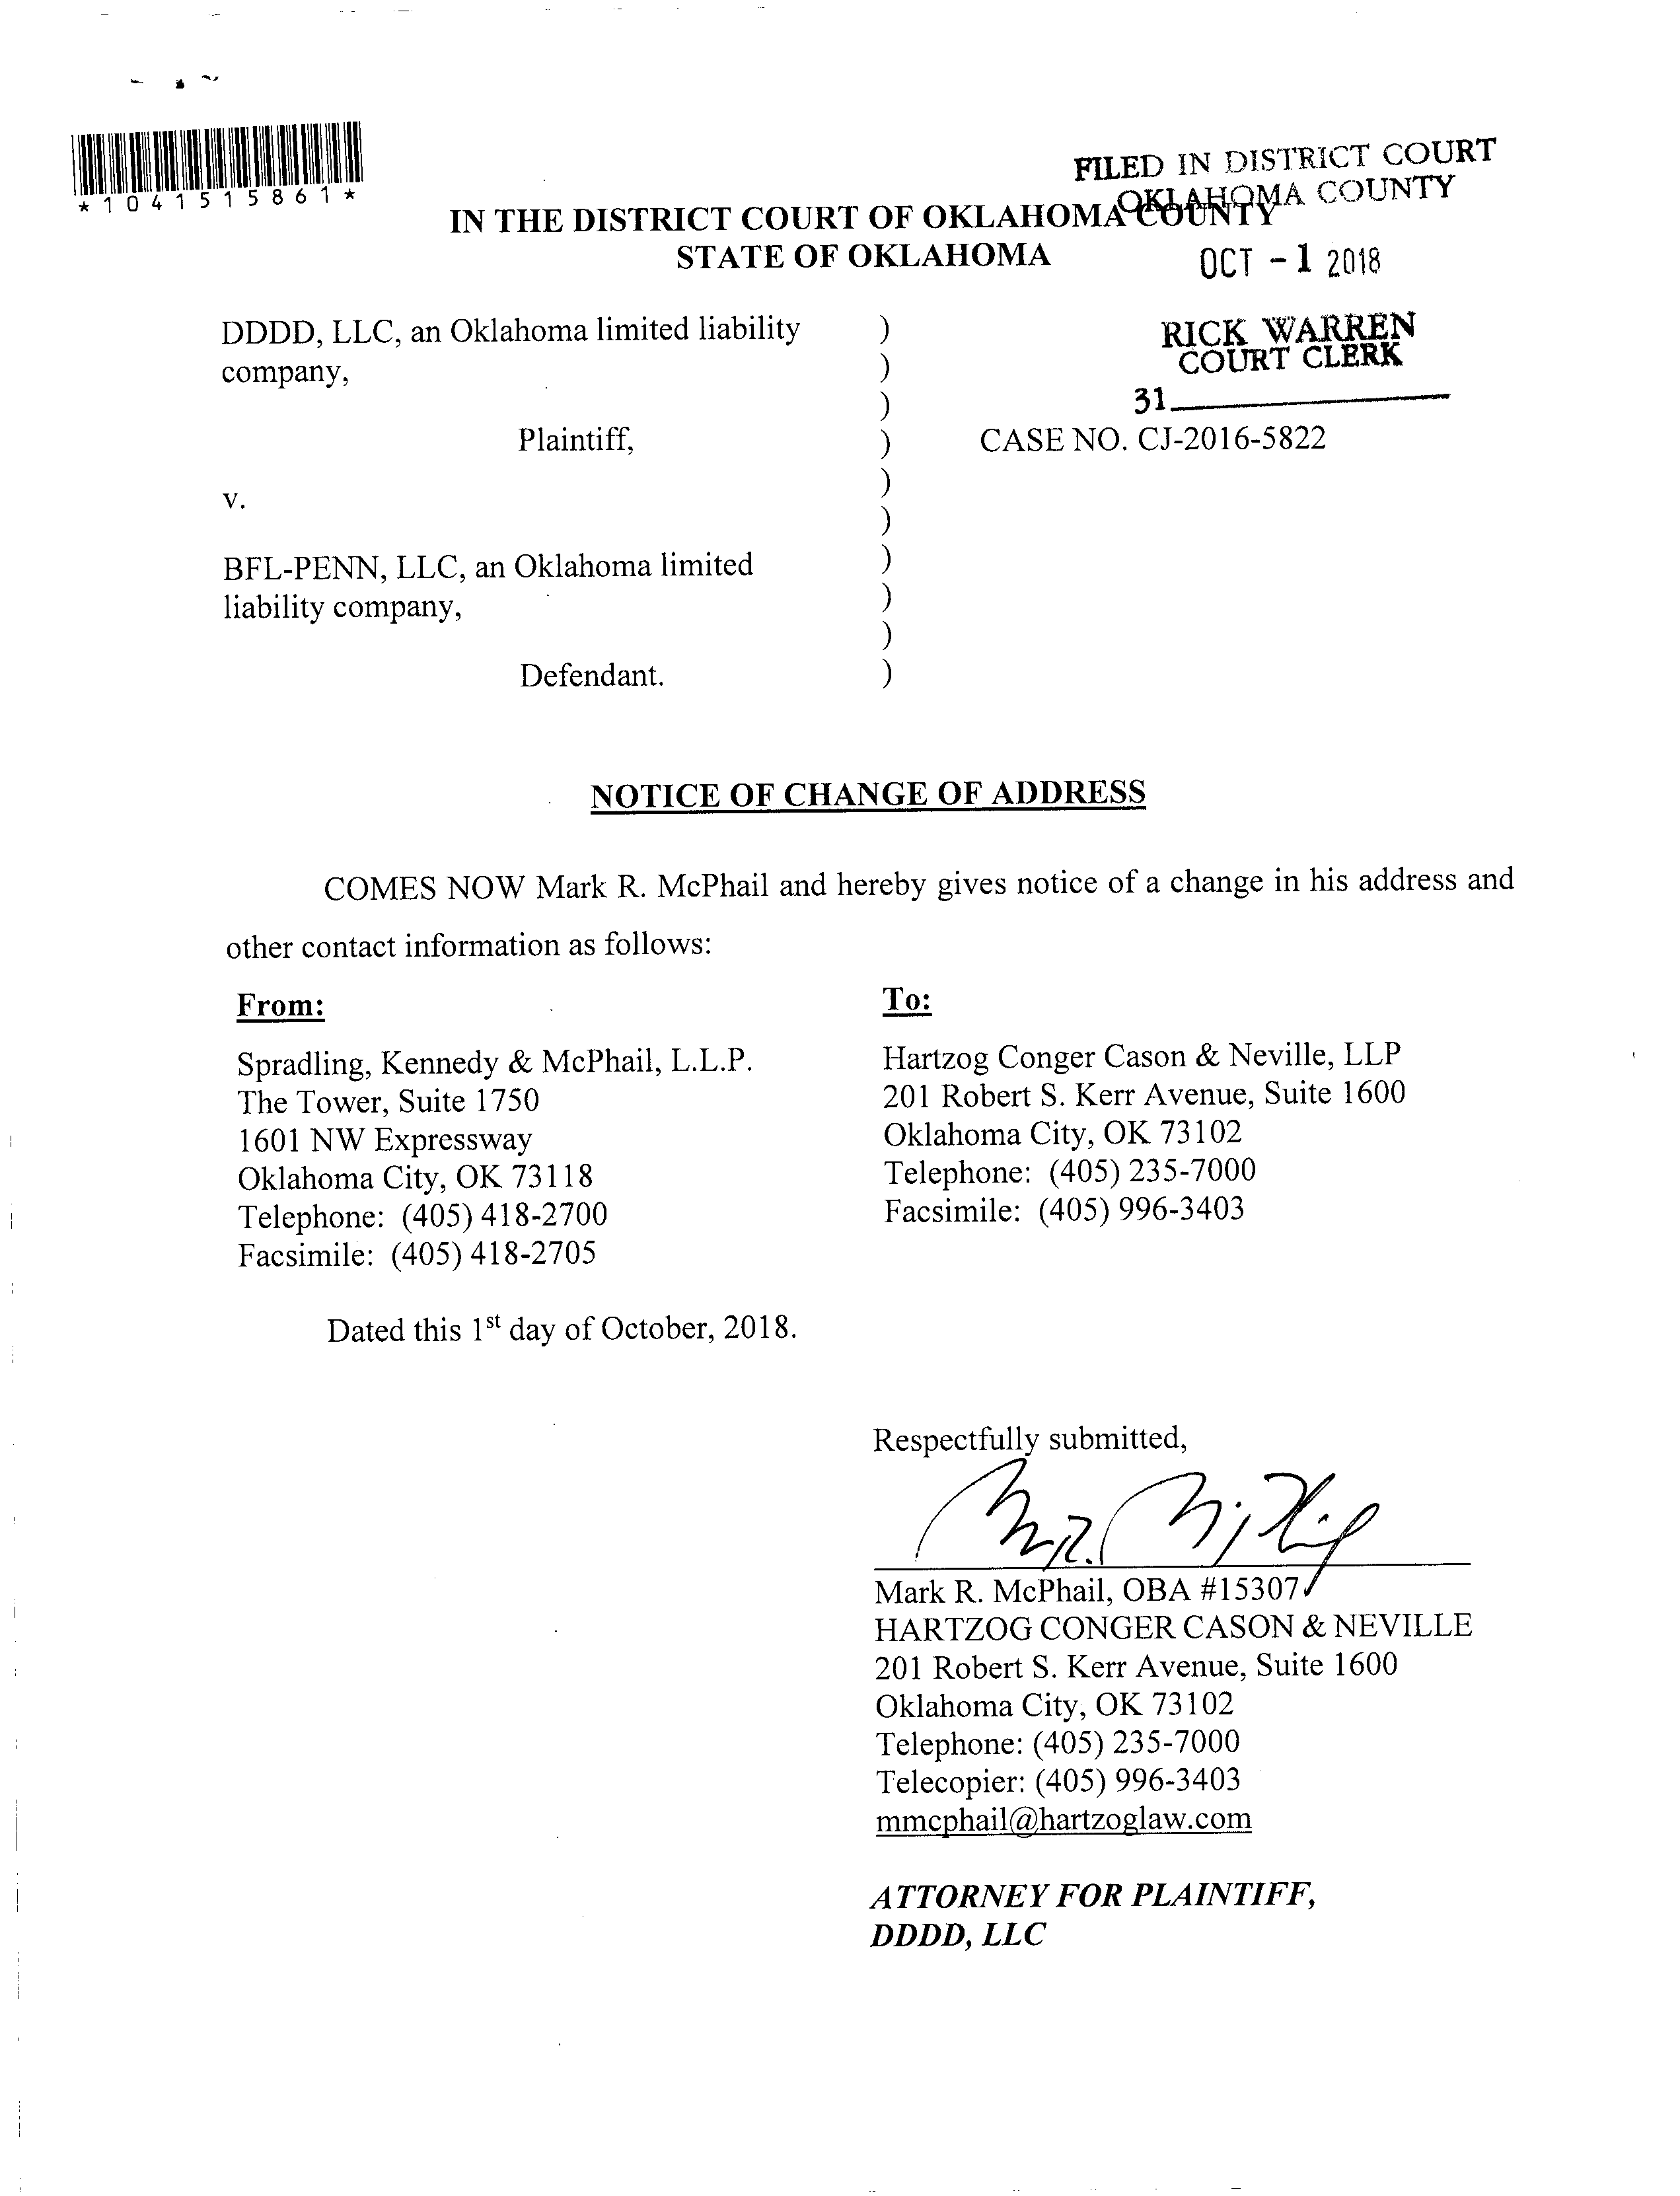 *1041515861*
FILED IN DISTRICT COURT
OKLAHOMA COUNTY
IN THE DISTRICT COURT OF OKLAHOMA COUNTY
STATE OF OKLAHOMA
OCT - 1 2018
DDDD, LLC, an Oklahoma limited liability )
company, )
)
RICK WARREN
COURT CLERK
31
Plaintiff, ) CASE NO. CJ-2016-5822
)
v.
)
BFL-PENN, LLC, an Oklahoma limited )
liability company, )
)
Defendant. )
NOTICE OF CHANGE OF ADDRESS
COMES NOW Mark R. McPhail and hereby gives notice of a change in his address and
other contact information as follows:
From:
Spradling, Kennedy & McPhail, L.L.P.
The Tower, Suite 1750
1601 NW Expressway
Oklahoma City, OK 73118
Telephone: (405) 418-2700
Facsimile: (405) 418-2705
To:
Hartzog Conger Cason & Neville, LLP
201 Robert S. Kerr Avenue, Suite 1600
Oklahoma City, OK 73102
Telephone: (405) 235-7000
Facsimile: (405) 996-3403
Dated this 1st day of October, 2018.
Respectfully submitted,
Mark R. McPhail, OBA #15307
HARTZOG CONGER CASON & NEVILLE
201 Robert S. Kerr Avenue, Suite 1600
Oklahoma City, OK 73102
Telephone: (405) 235-7000
Telecopier: (405) 996-3403
mmcphail@hartzoglaw.com
ATTORNEY FOR PLAINTIFF,
DDDD, LLC